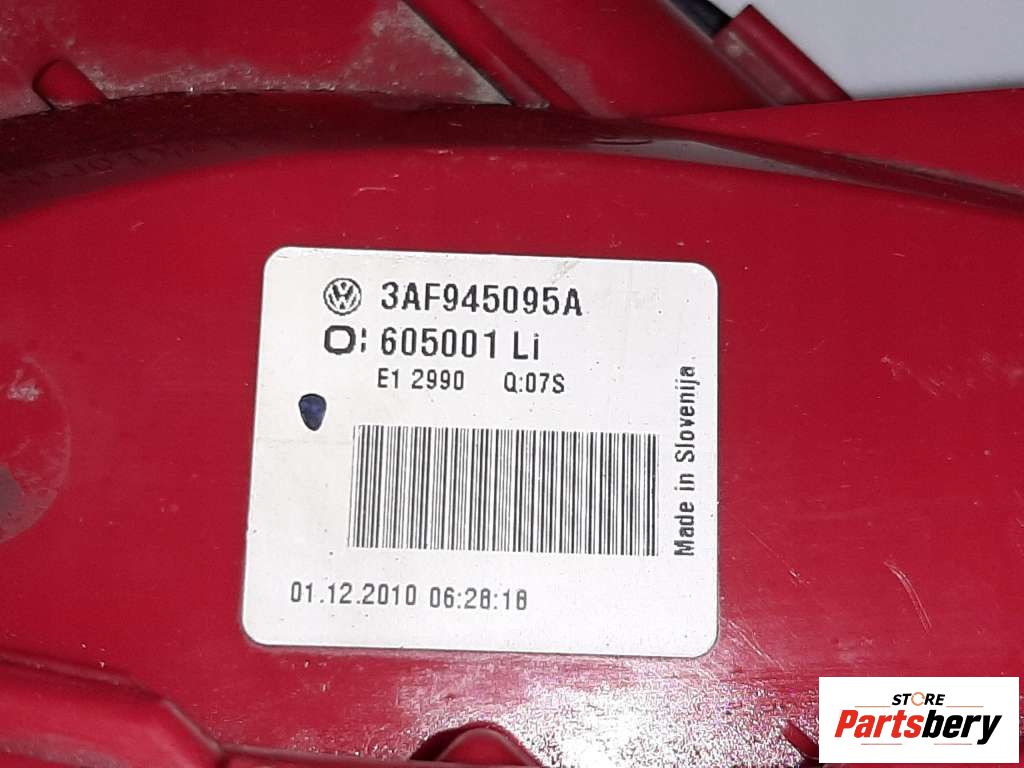 3AF945095A
605001 Li
E1 2990 Q:07S
Made in Slovenija
01.12.2010 06:28:18
STORE
Partsbery